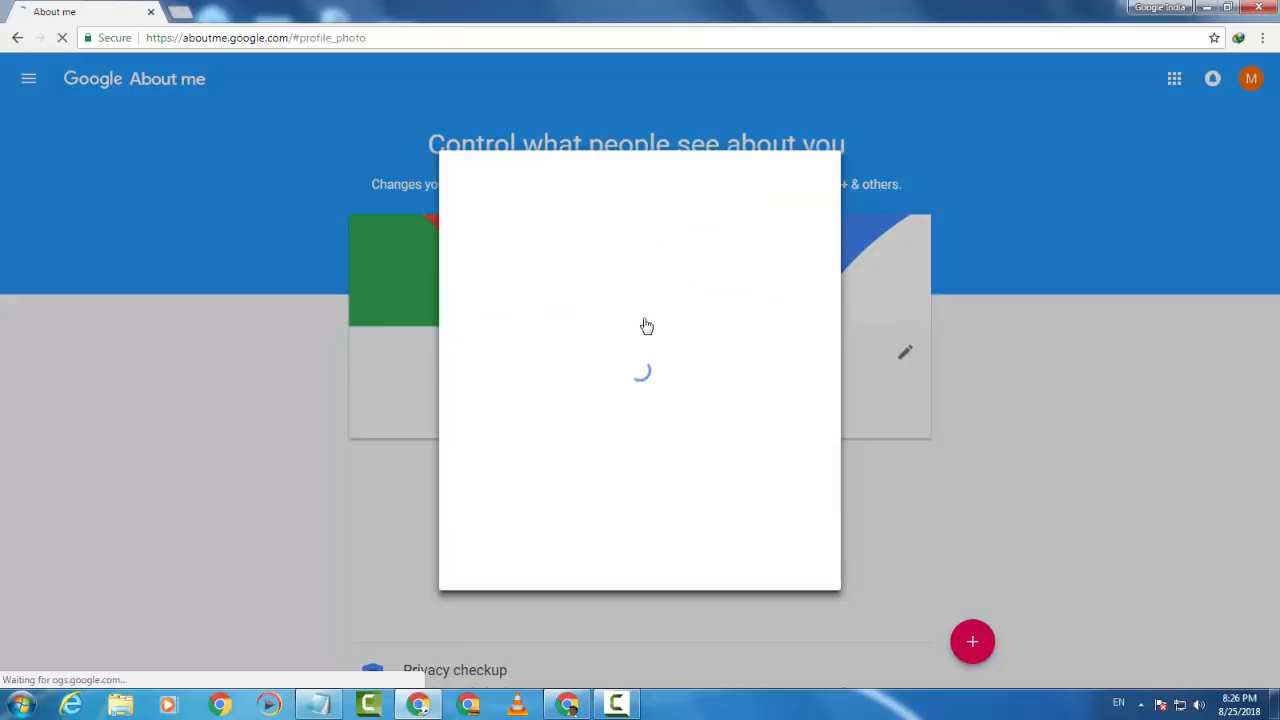 About me
Google India
Secure
https://aboutme.google.com/#profile_photo
Google About me
M
Control what people see about you
Changes yo
+ & others.
Privacy checkup
Waiting for ogs.google.com...
EN
8:26 PM
8/25/2018